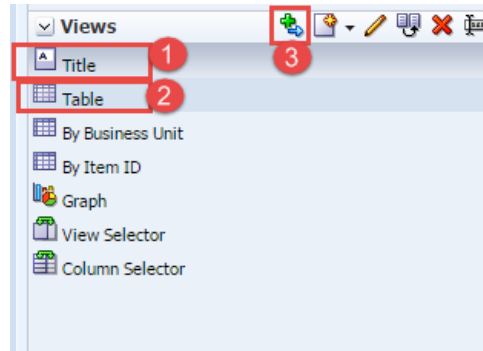 Views
3
Title 1
Table 2
By Business Unit
By Item ID
Graph
View Selector
Column Selector